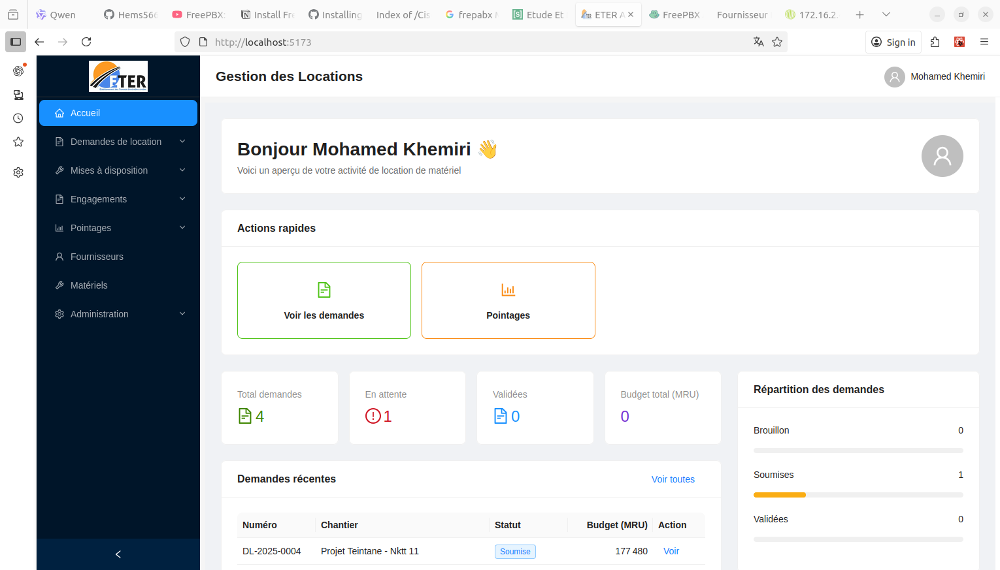 Qwen
Hems566
FreePBX:
Install Fre
Installing
Index of /Cis
frepabx
Etude Et
ETER A
FreePBX
Fournisseur
172.16.2.
http://localhost:5173
Sign in
ETER
Gestion des Locations
Mohamed Khemiri
Accueil
Demandes de location
Mises à disposition
Engagements
Pointages
Fournisseurs
Matériels
Administration
Bonjour Mohamed Khemiri 👋
Voici un aperçu de votre activité de location de matériel
Actions rapides
Voir les demandes
Pointages
Total demandes
4
En attente
1
Validées
0
Budget total (MRU)
0
Répartition des demandes
Brouillon 0
Soumises 1
Validées 0
Demandes récentes
Voir toutes
Numéro Chantier Statut Budget (MRU) Action
DL-2025-0004 Projet Teintane - Nktt 11 Soumise 177 480 Voir